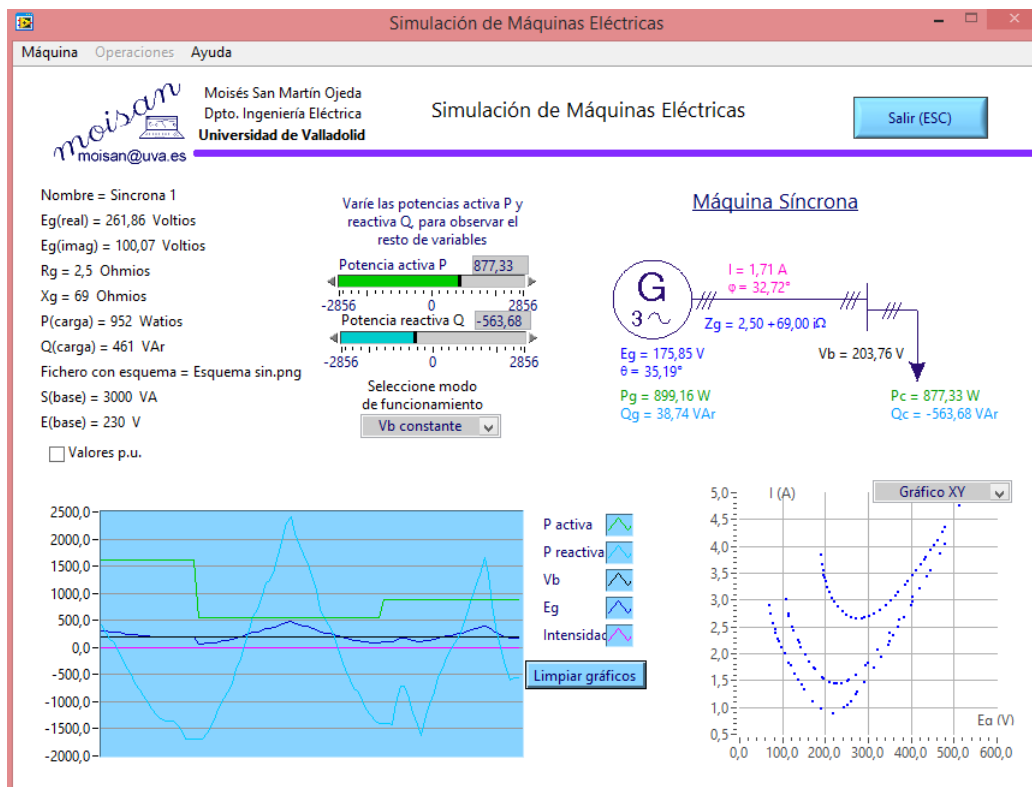 Simulación de Máquinas Eléctricas
Máquina Operaciones Ayuda
moisan
moisan@uva.es
Moisés San Martín Ojeda
Dpto. Ingeniería Eléctrica
Universidad de Valladolid
Simulación de Máquinas Eléctricas
Salir (ESC)
Nombre = Sincrona 1
Eg(real) = 261,86 Voltios
Eg(imag) = 100,07 Voltios
Rg = 2,5 Ohmios
Xg = 69 Ohmios
P(carga) = 952 Watios
Q(carga) = 461 VAr
Fichero con esquema = Esquema sin.png
S(base) = 3000 VA
E(base) = 230 V
Valores p.u.
Varíe las potencias activa P y
reactiva Q, para observar el
resto de variables
Potencia activa P 877,33
-2856 0 2856
Potencia reactiva Q -563,68
-2856 0 2856
Seleccione modo
de funcionamiento
Vb constante
Máquina Síncrona
G
3
I = 1,71 A
φ = 32,72°
Zg = 2,50 +69,00 iΩ
Eg = 175,85 V
θ = 35,19°
Pg = 899,16 W
Qg = 38,74 VAr
Vb = 203,76 V
Pc = 877,33 W
Qc = -563,68 VAr
2500,0
2000,0
1500,0
1000,0
500,0
0,0
-500,0
-1000,0
-1500,0
-2000,0
P activa
P reactiva
Vb
Eg
Intensidad
Limpiar gráficos
Gráfico XY
I (A)
5,0
4,5
4,0
3,5
3,0
2,5
2,0
1,5
1,0
0,5
Eg (V)
0,0 100,0 200,0 300,0 400,0 500,0 600,0